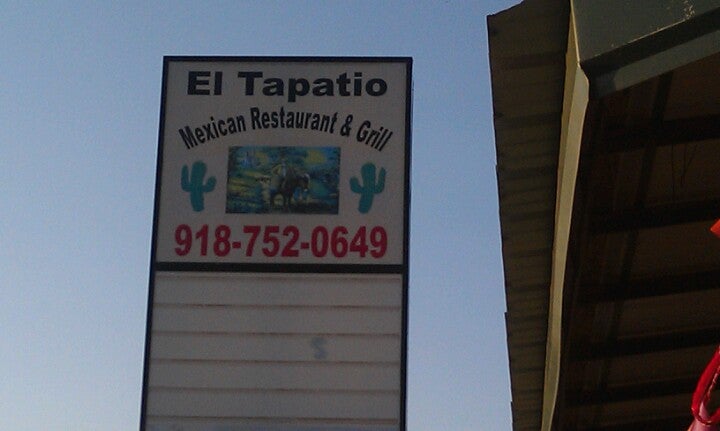 El Tapatio
Mexican Restaurant & Grill
918-752-0649
S